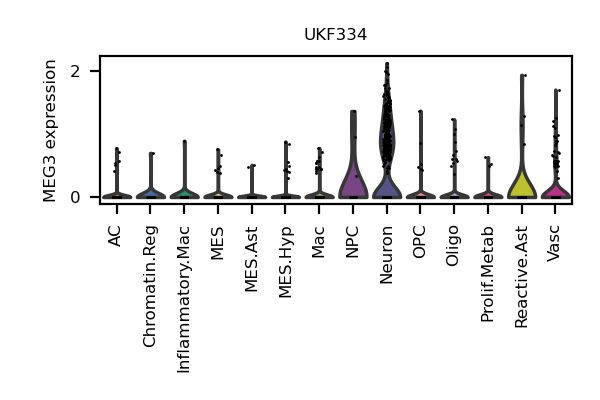 UKF334
MEG3 expression
2
0
AC
Chromatin.Reg
Inflammatory.Mac
MES
MES.Ast
MES.Hyp
Mac
NPC
Neuron
OPC
Oligo
Prolif.Metab
Reactive.Ast
Vasc